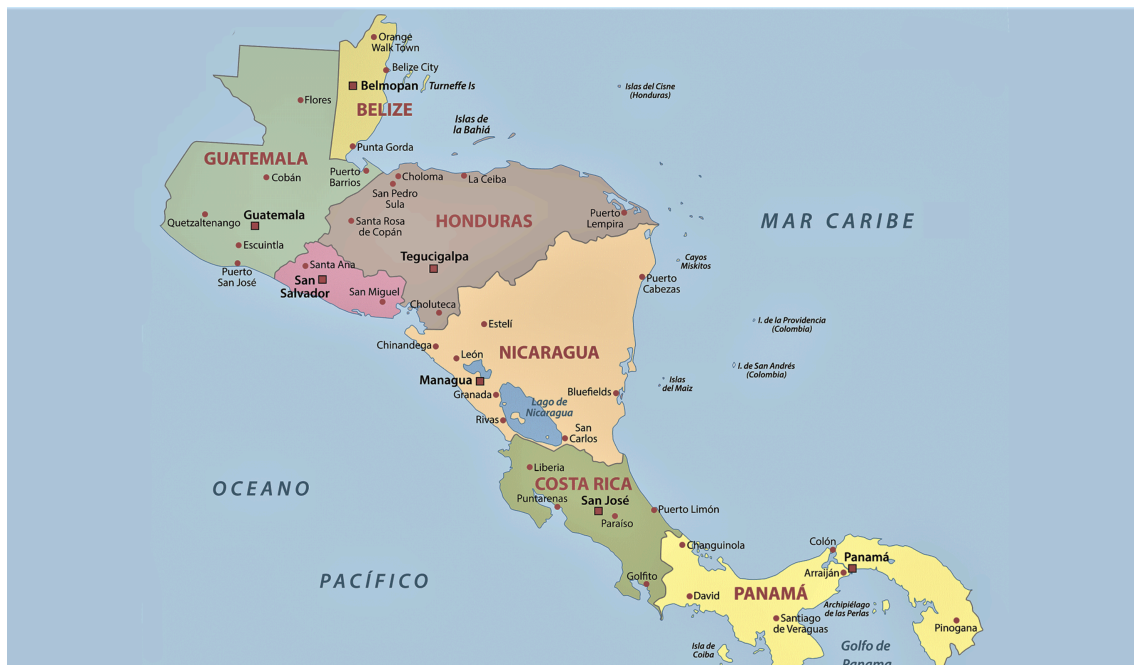 Orange
Walk Town
Belize City
Belmopan
Turneffe Is
BELIZE
Flores
Islas del Cisne
(Honduras)
Islas de
la Bahiá
Punta Gorda
GUATEMALA
Puerto
Barrios
Cobán
Choloma
La Ceiba
San Pedro
Sula
Quetzaltenango
Guatemala
Santa Rosa
de Copán
HONDURAS
Puerto
Lempira
MAR CARIBE
Escuintla
Tegucigalpa
Puerto
San José
Santa Ana
San
Salvador
San Miguel
Cayos
Miskitos
Puerto
Cabezas
Choluteca
Estelí
I. de la Providencia
(Colombia)
Chinandega
León
NICARAGUA
I. de San Andrés
(Colombia)
Managua
Islas
del Maiz
Granada
Bluefields
Lago de
Nicaragua
Rivas
San
Carlos
Liberia
COSTA RICA
OCEANO
Puntarenas
San José
Paraíso
Puerto Limón
Changuinola
Colón
Panamá
PACÍFICO
Golfito
Arraiján
David
PANAMÁ
Archipiélago
de las Perlas
Santiago
de Veraguas
Pinogana
Isla de
Coiba
Golfo de
Panama